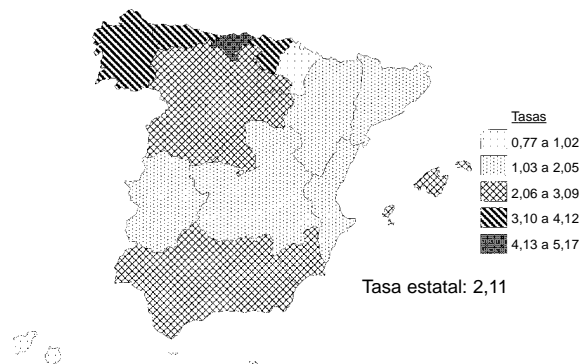 Tasas
0,77 a 1,02
1,03 a 2,05
2,06 a 3,09
3,10 a 4,12
4,13 a 5,17
Tasa estatal: 2,11